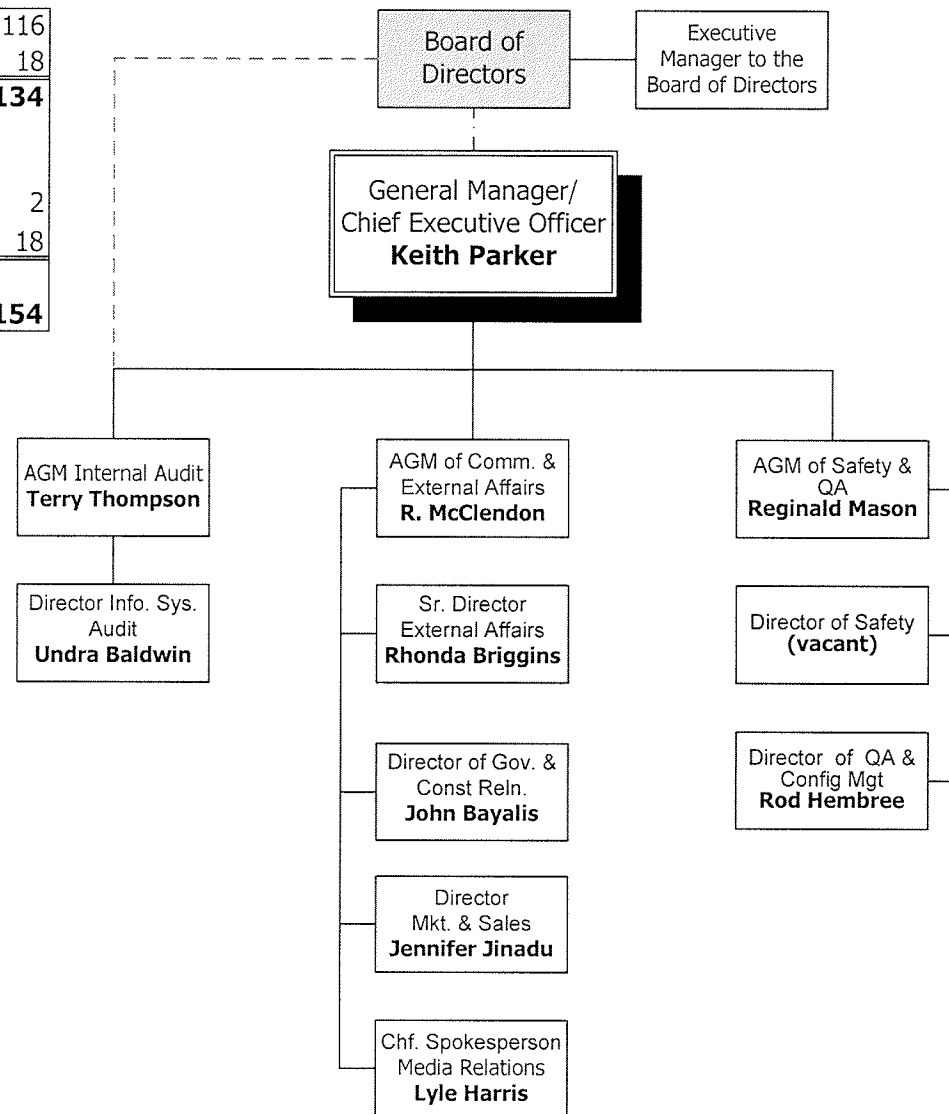 116
18
134
2
18
154
Board of
Directors
Executive
Manager to the
Board of Directors
General Manager/
Chief Executive Officer
Keith Parker
AGM Internal Audit
Terry Thompson
Director Info. Sys.
Audit
Undra Baldwin
AGM of Comm. &
External Affairs
R. McClendon
Sr. Director
External Affairs
Rhonda Briggins
Director of Gov. &
Const Reln.
John Bayalis
Director
Mkt. & Sales
Jennifer Jinadu
Chf. Spokesperson
Media Relations
Lyle Harris
AGM of Safety &
QA
Reginald Mason
Director of Safety
(vacant)
Director of QA &
Config Mgt
Rod Hembree